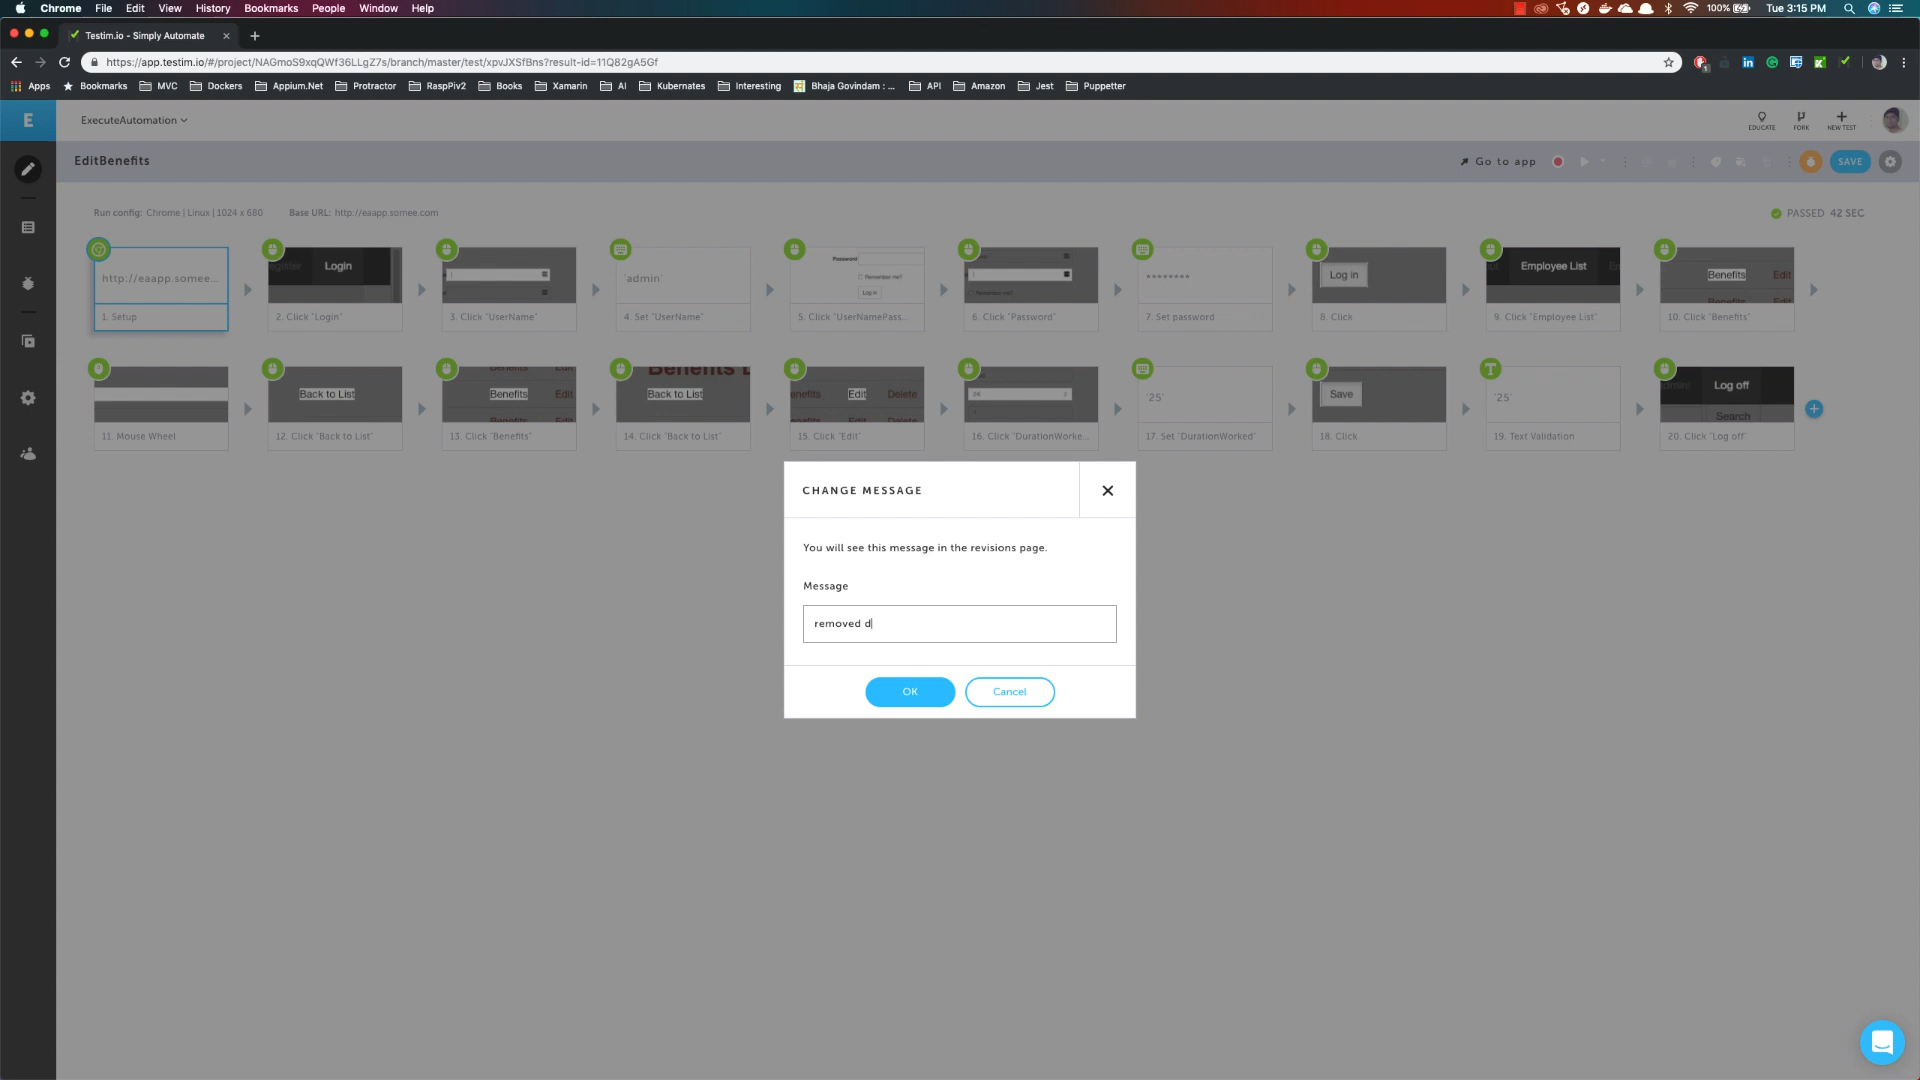 Chrome File Edit View History Bookmarks People Window Help 100% Tue 3:15 PM
Testim.io - Simply Automate
https://app.testim.io/#/project/NAGmoS9xqQWf36LLgZ7s/branch/master/test/xpvJXSfBns?result-id=11Q82gA5Gf
Apps Bookmarks MVC Dockers Appium.Net Protractor RaspPiv2 Books Xamarin AI Kubernates Interesting Bhaja Govindam : ... API Amazon Jest Puppetter
E ExecuteAutomation EDUCATE FORK NEW TEST
EditBenefits Go to app SAVE
Run config: Chrome | Linux | 1024 x 680 Base URL: http://eaapp.somee.com PASSED 42 SEC
http://eaapp.somee... Login 'admin' Password Remember me? Log in ******** Log in Employee List Benefits Edit
1. Setup 2. Click "Login" 3. Click "UserName" 4. Set "UserName" 5. Click "UserNamePass... 6. Click "Password" 7. Set password 8. Click 9. Click "Employee List" 10. Click "Benefits"
Back to List Benefits Edit Back to List enefits Edit Delete '25' Save '25' Log off
Search
11. Mouse Wheel 12. Click "Back to List" 13. Click "Benefits" 14. Click "Back to List" 15. Click "Edit" 16. Click "DurationWorke... 17. Set "DurationWorked" 18. Click 19. Text Validation 20. Click "Log off"
CHANGE MESSAGE
You will see this message in the revisions page.
Message
removed d
OK Cancel